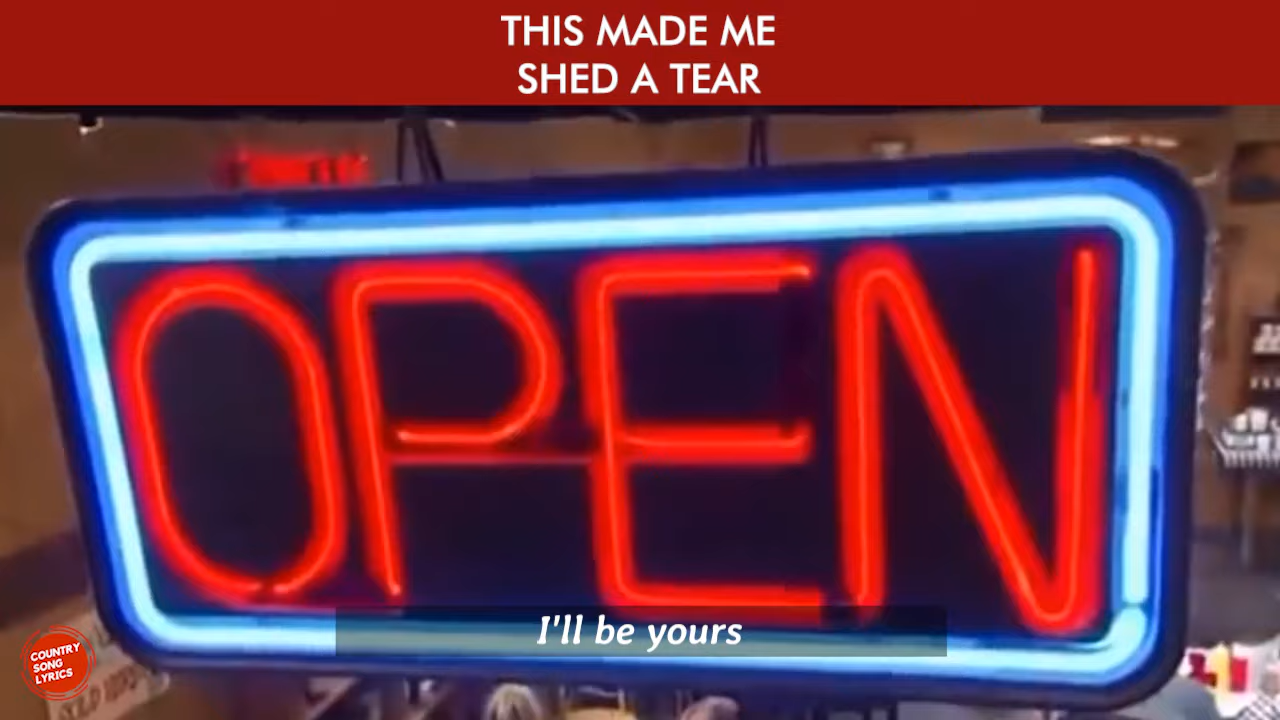 THIS MADE ME
SHED A TEAR
OPEN
I'll be yours
COUNTRY
SONG
LYRICS